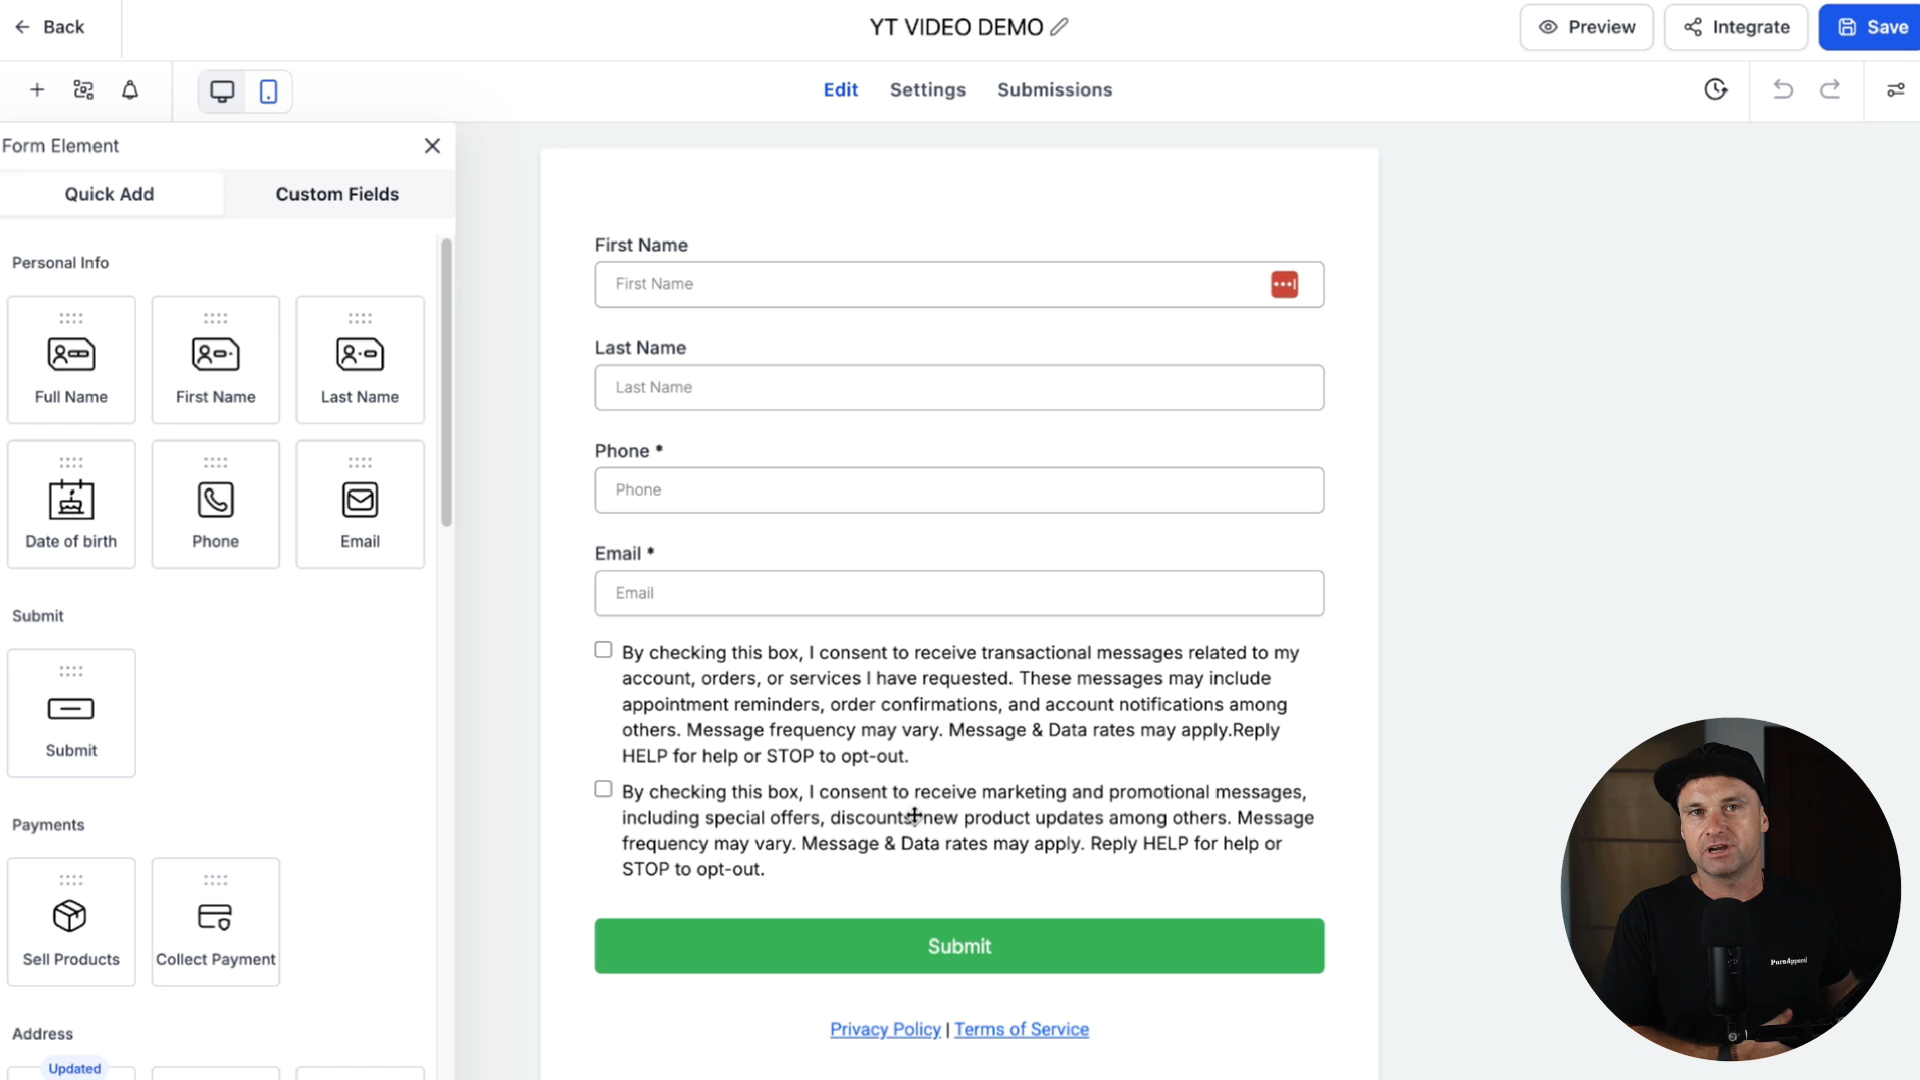 Back
YT VIDEO DEMO
Preview
Integrate
Save
Edit
Settings
Submissions
Form Element
Quick Add
Custom Fields
Personal Info
Full Name
First Name
Last Name
Date of birth
Phone
Email
Submit
Submit
Payments
Sell Products
Collect Payment
Address
Updated
First Name
First Name
Last Name
Last Name
Phone *
Phone
Email *
Email
By checking this box, I consent to receive transactional messages related to my
account, orders, or services I have requested. These messages may include
appointment reminders, order confirmations, and account notifications among
others. Message frequency may vary. Message & Data rates may apply.Reply
HELP for help or STOP to opt-out.
By checking this box, I consent to receive marketing and promotional messages,
including special offers, discounts new product updates among others. Message
frequency may vary. Message & Data rates may apply. Reply HELP for help or
STOP to opt-out.
Submit
Privacy Policy | Terms of Service
PureApparel